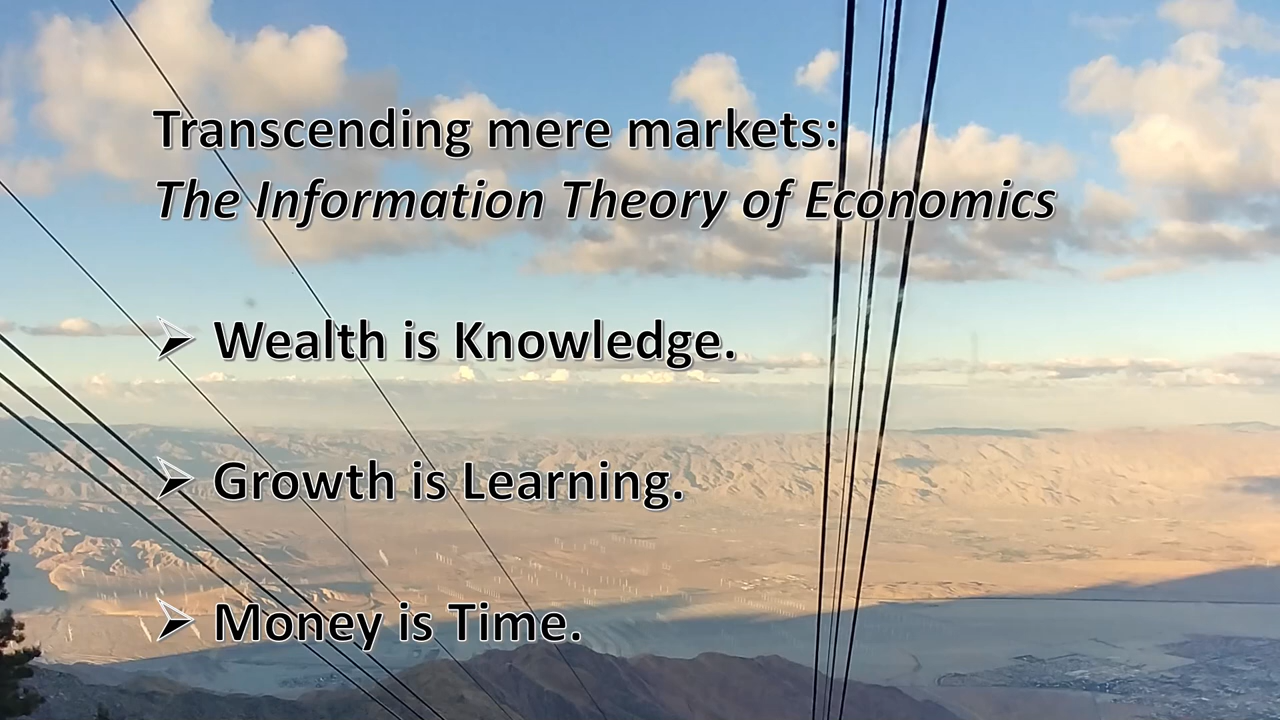 Transcending mere markets:
The Information Theory of Economics
Wealth is Knowledge.
Growth is Learning.
Money is Time.